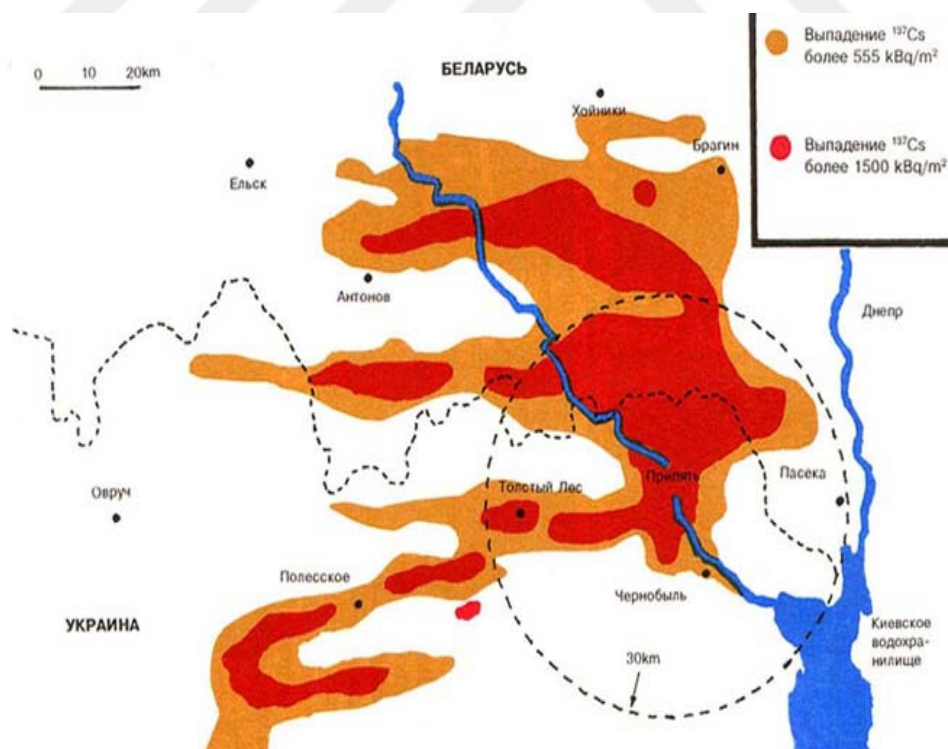 Выпадение ¹³⁷Cs
более 555 kBq/m²
Выпадение ¹³⁷Cs
более 1500 kBq/m²
0 10 20km
БЕЛАРУСЬ
Хойники
Брагин
Ельск
Антонов
Днепр
Овруч
Толстый Лес
Припять
Пасека
Полесское
Чернобыль
УКРАИНА
Киевское
водохра-
нилище
30km